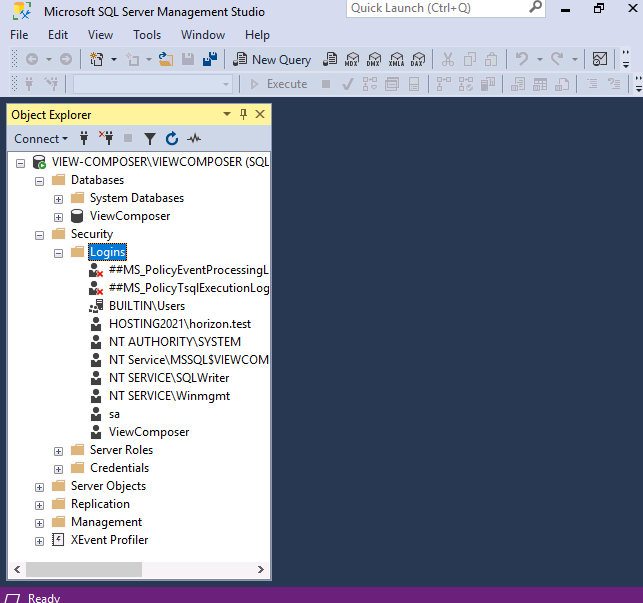 Microsoft SQL Server Management Studio
Quick Launch (Ctrl+Q)
File Edit View Tools Window Help
New Query MDX DMX XMLA DAX
Execute
Object Explorer
Connect
VIEW-COMPOSER\VIEWCOMPOSER (SQL
Databases
System Databases
ViewComposer
Security
Logins
##MS_PolicyEventProcessingL
##MS_PolicyTsqlExecutionLog
BUILTIN\Users
HOSTING2021\horizon.test
NT AUTHORITY\SYSTEM
NT Service\MSSQL$VIEWCOM
NT SERVICE\SQLWriter
NT SERVICE\Winmgmt
sa
ViewComposer
Server Roles
Credentials
Server Objects
Replication
Management
XEvent Profiler
Ready